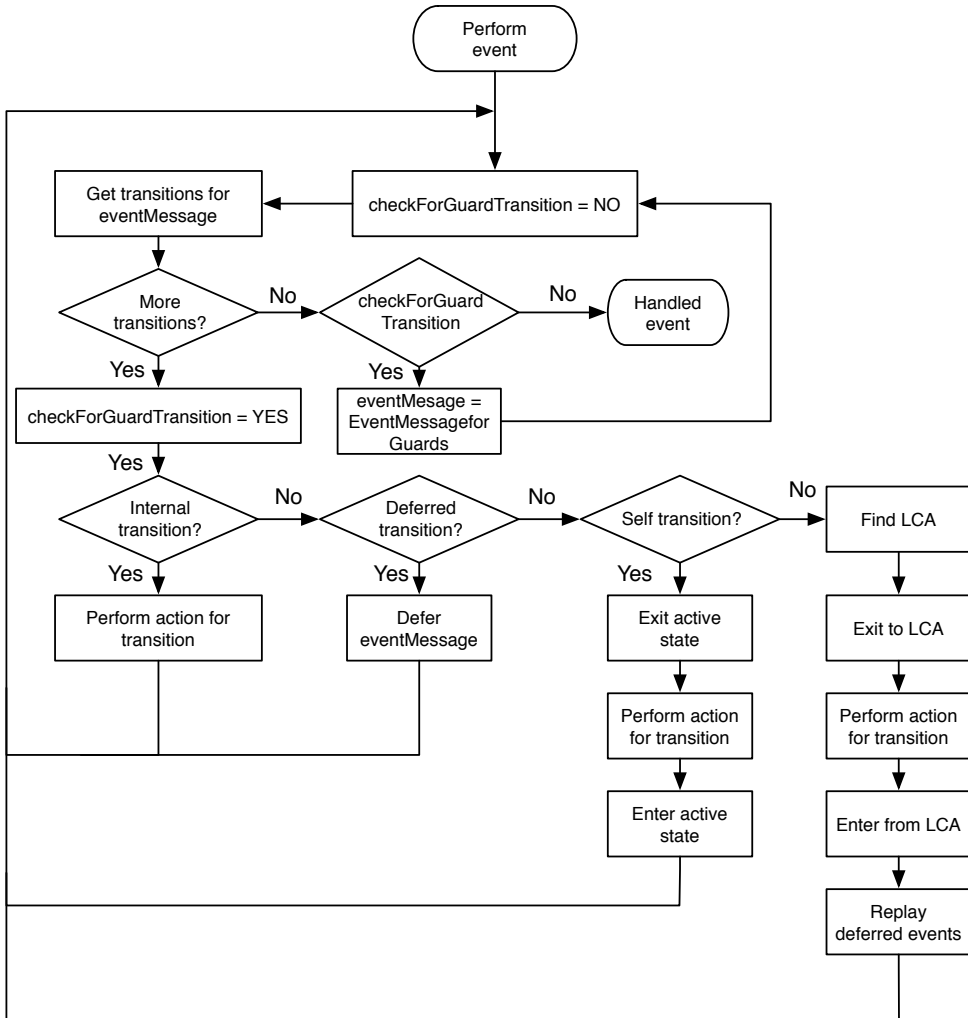 Perform
event
Get transitions for
eventMessage
checkForGuardTransition = NO
More
transitions?
No
checkForGuard
Transition
No
Handled
event
Yes
Yes
checkForGuardTransition = YES
eventMesage =
EventMessagefor
Guards
Yes
Internal
transition?
No
Deferred
transition?
No
Self transition?
No
Find LCA
Yes
Yes
Yes
Perform action for
transition
Defer
eventMessage
Exit active
state
Exit to LCA
Perform action
for transition
Perform action
for transition
Enter active
state
Enter from LCA
Replay
deferred events